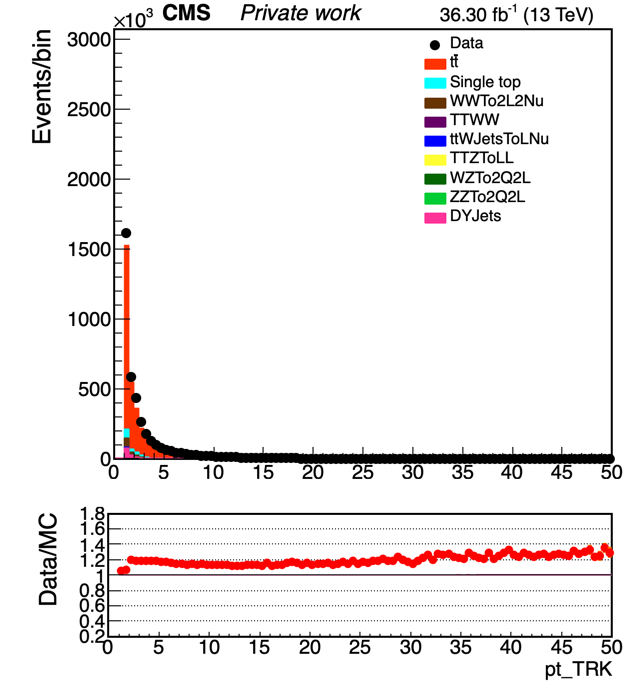 ×10³ CMS Private work 36.30 fb⁻¹ (13 TeV)
Events/bin
3000
2500
2000
1500
1000
500
0
Data
tt̄
Single top
WWTo2L2Nu
TTWW
ttWJetsToLNu
TTZToLL
WZTo2Q2L
ZZTo2Q2L
DYJets
0 5 10 15 20 25 30 35 40 45 50
Data/MC
1.8
1.6
1.4
1.2
1
0.8
0.6
0.4
0.2
0 5 10 15 20 25 30 35 40 45 50
pt_TRK